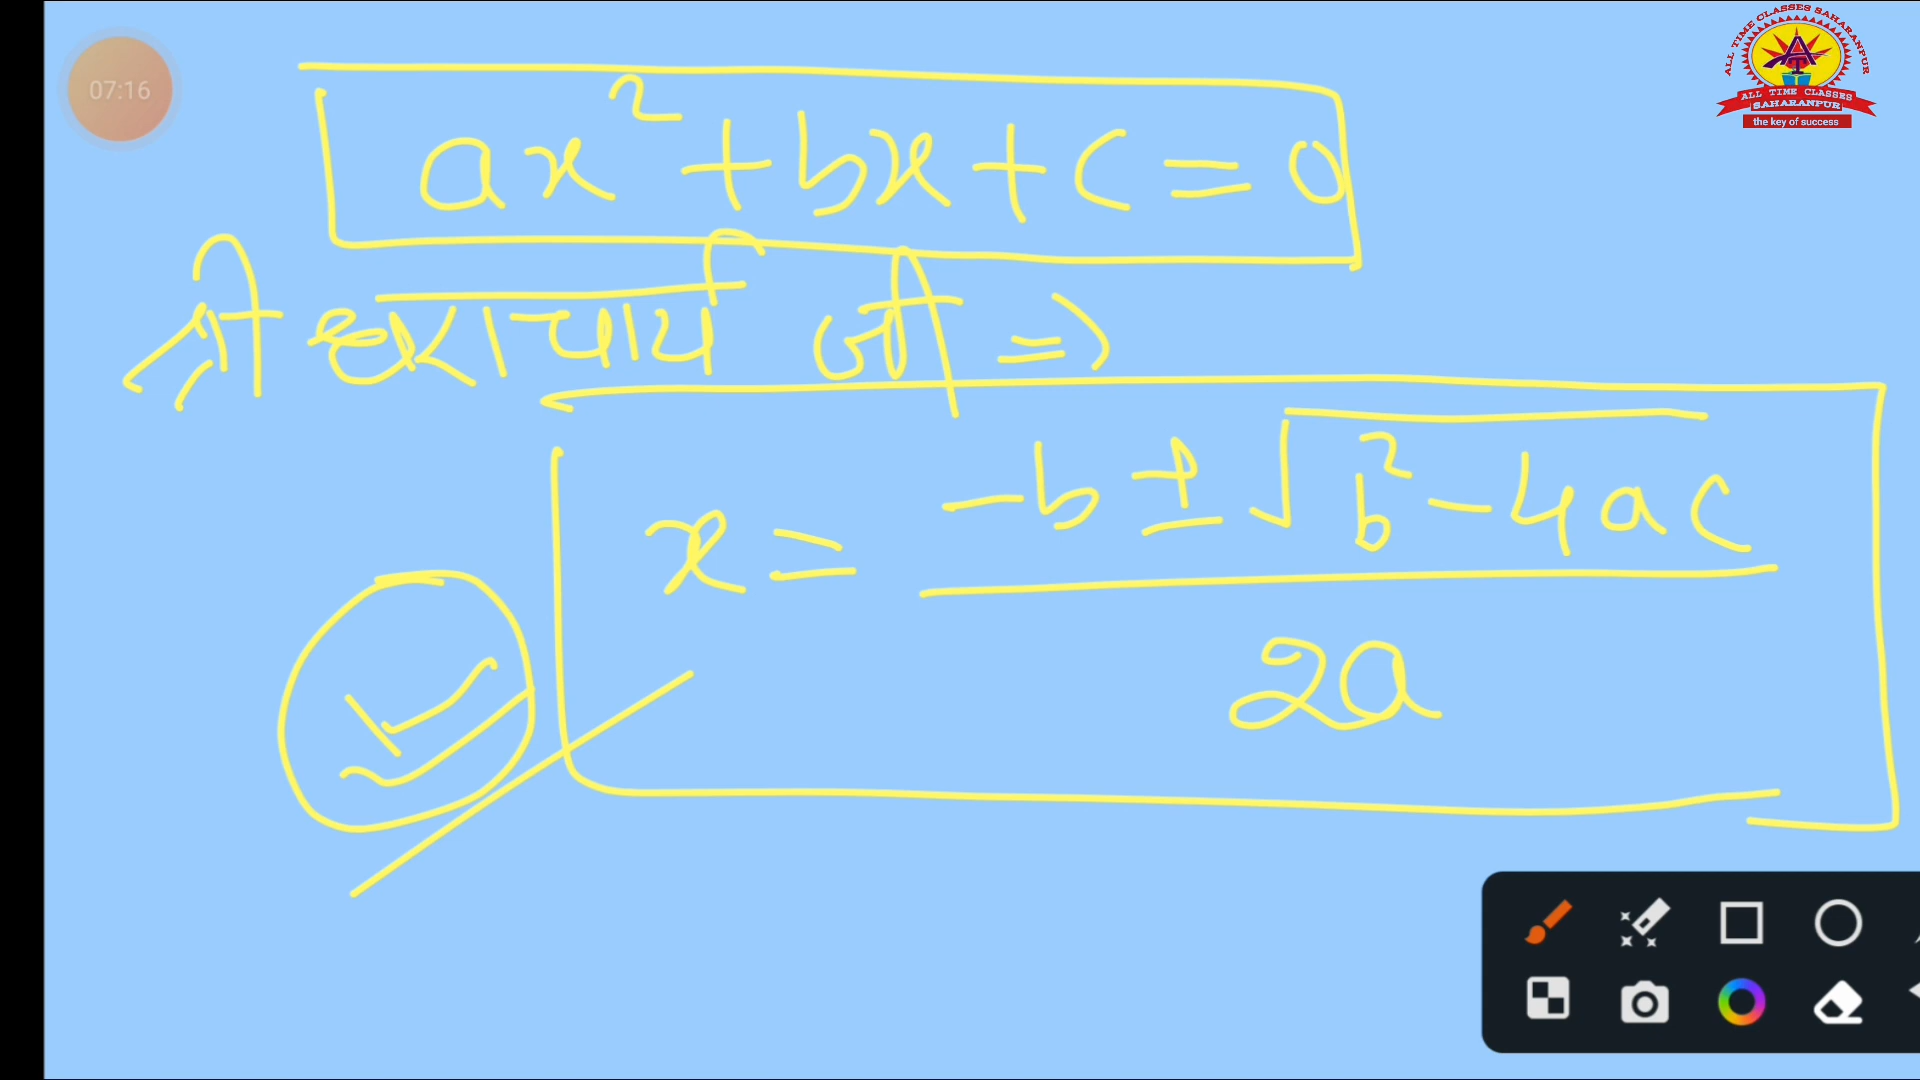 07:16
ALL TIME CLASSES SAHARANPUR
ALL TIME CLASSES
SAHARANPUR
the key of success
ax² + bx + c = 0
श्री धराचार्य जी ⇒
x = (-b ± √(b² - 4ac)) / 2a